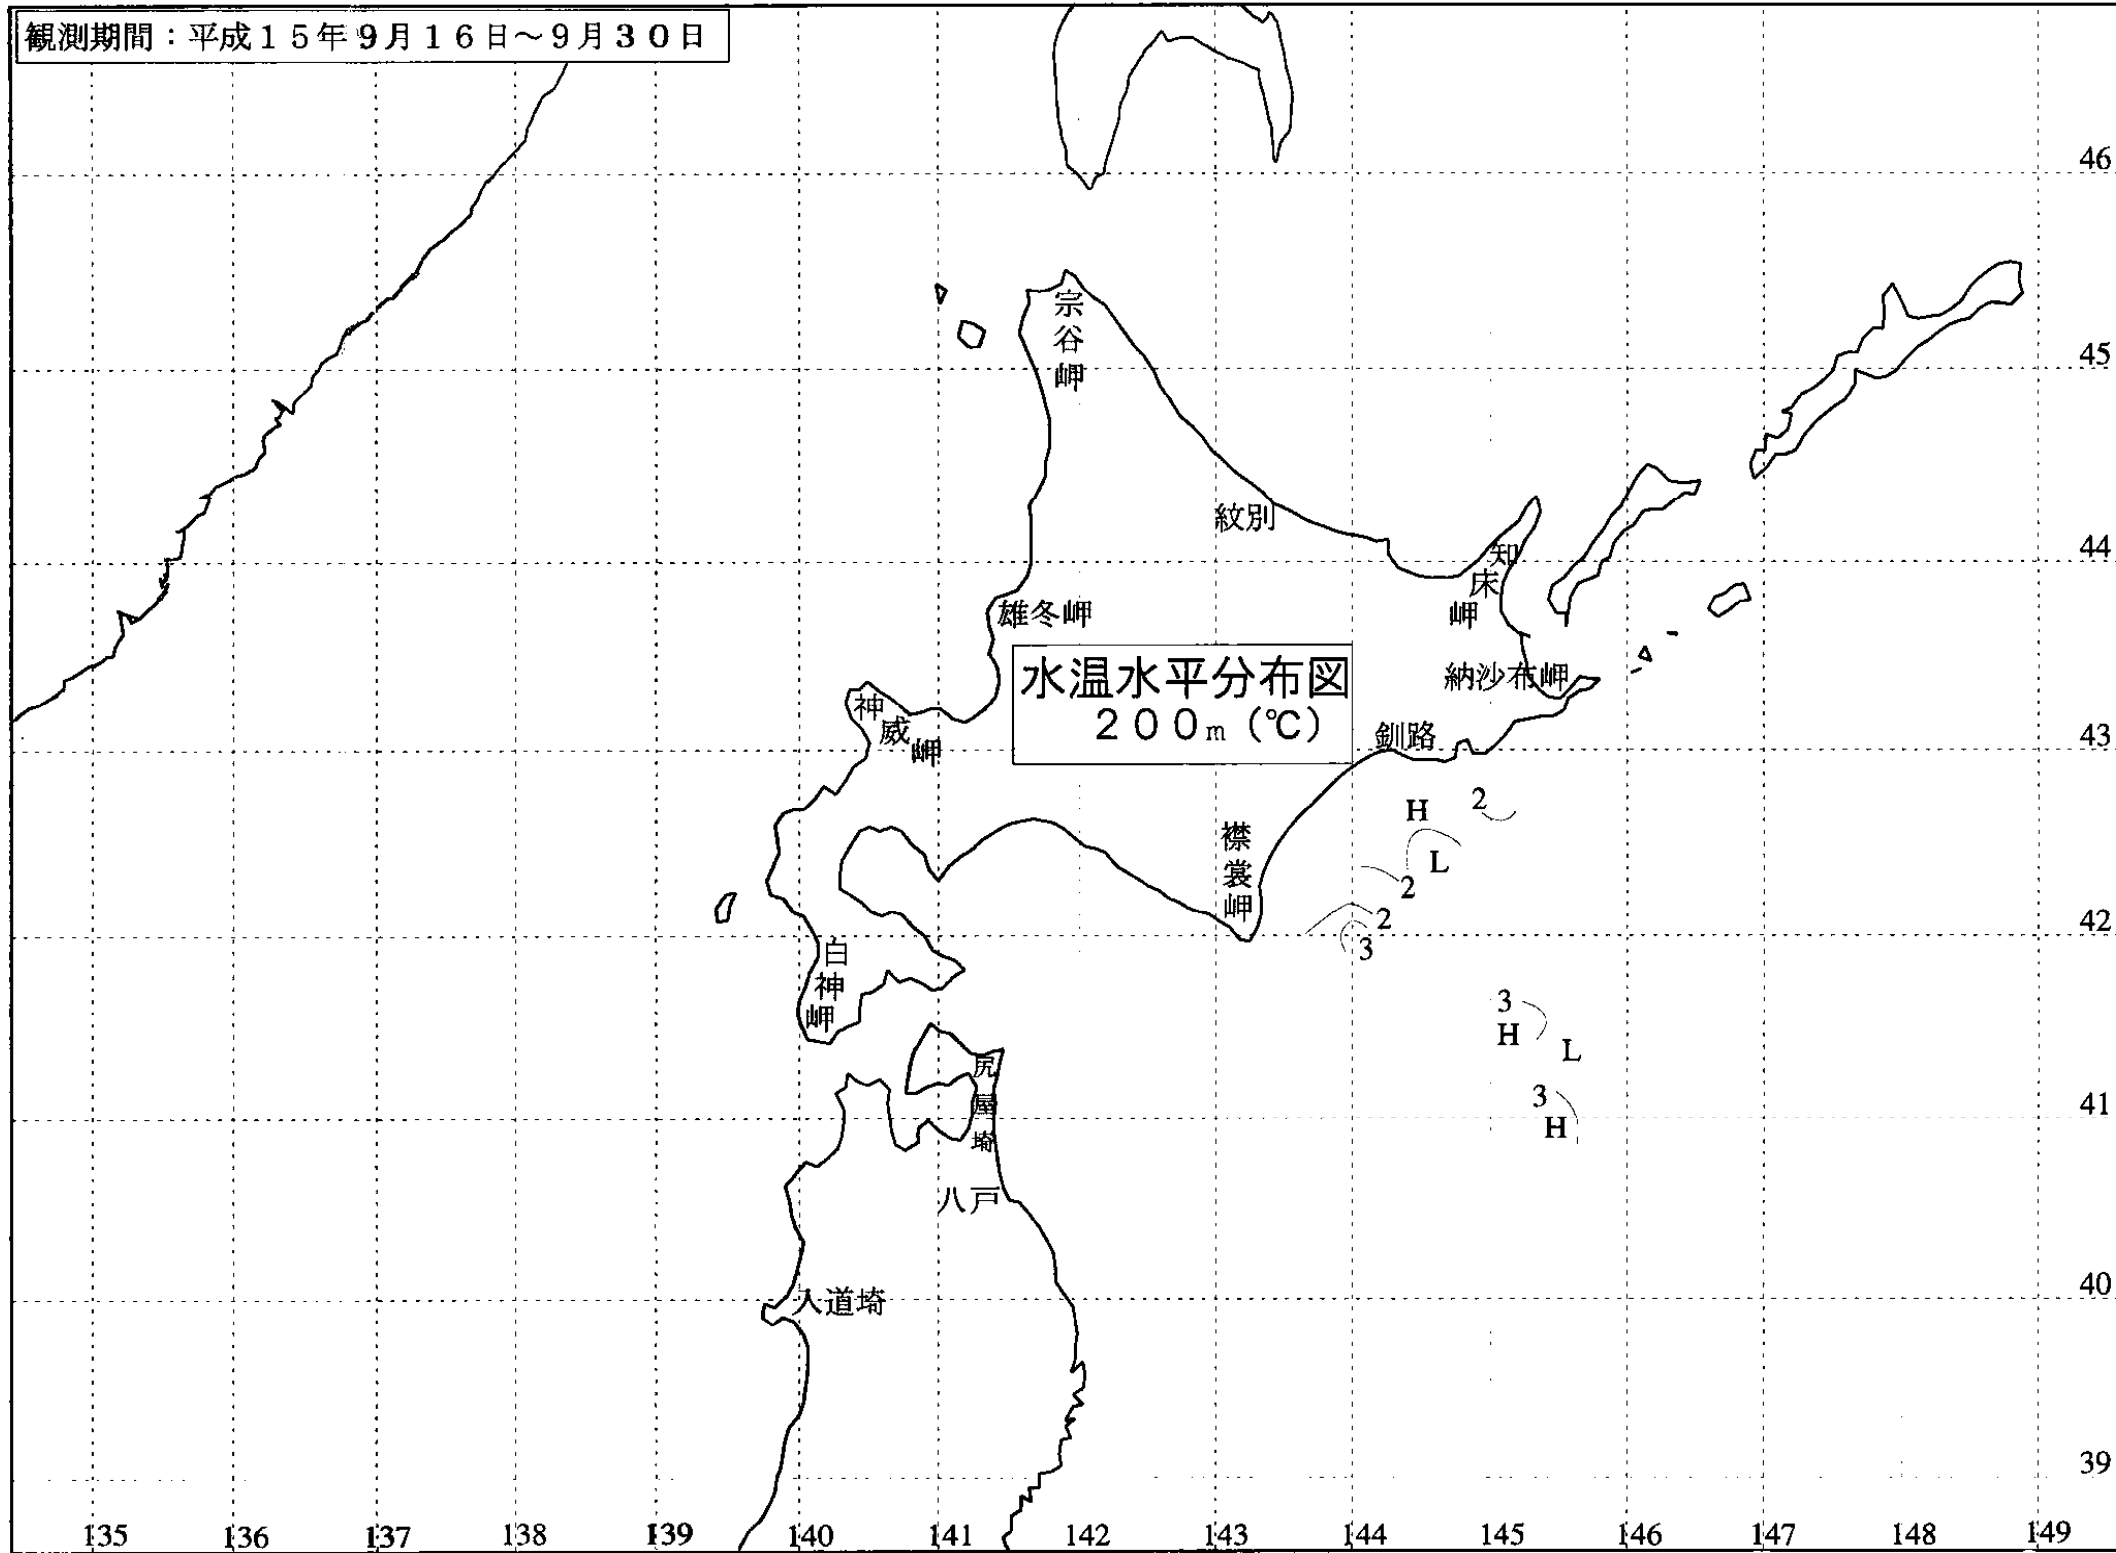 観測期間：平成１５年９月１６日～９月３０日
46
宗谷岬
45
紋別
44
知床岬
雄冬岬
水温水平分布図
２００ｍ（℃）
納沙布岬
神威岬
釧路
43
H
2
襟裳岬
L
2
2
42
3
白神岬
3
H
L
尻屋埼
3
41
H
八戸
40
入道埼
39
135 136 137 138 139 140 141 142 143 144 145 146 147 148 149